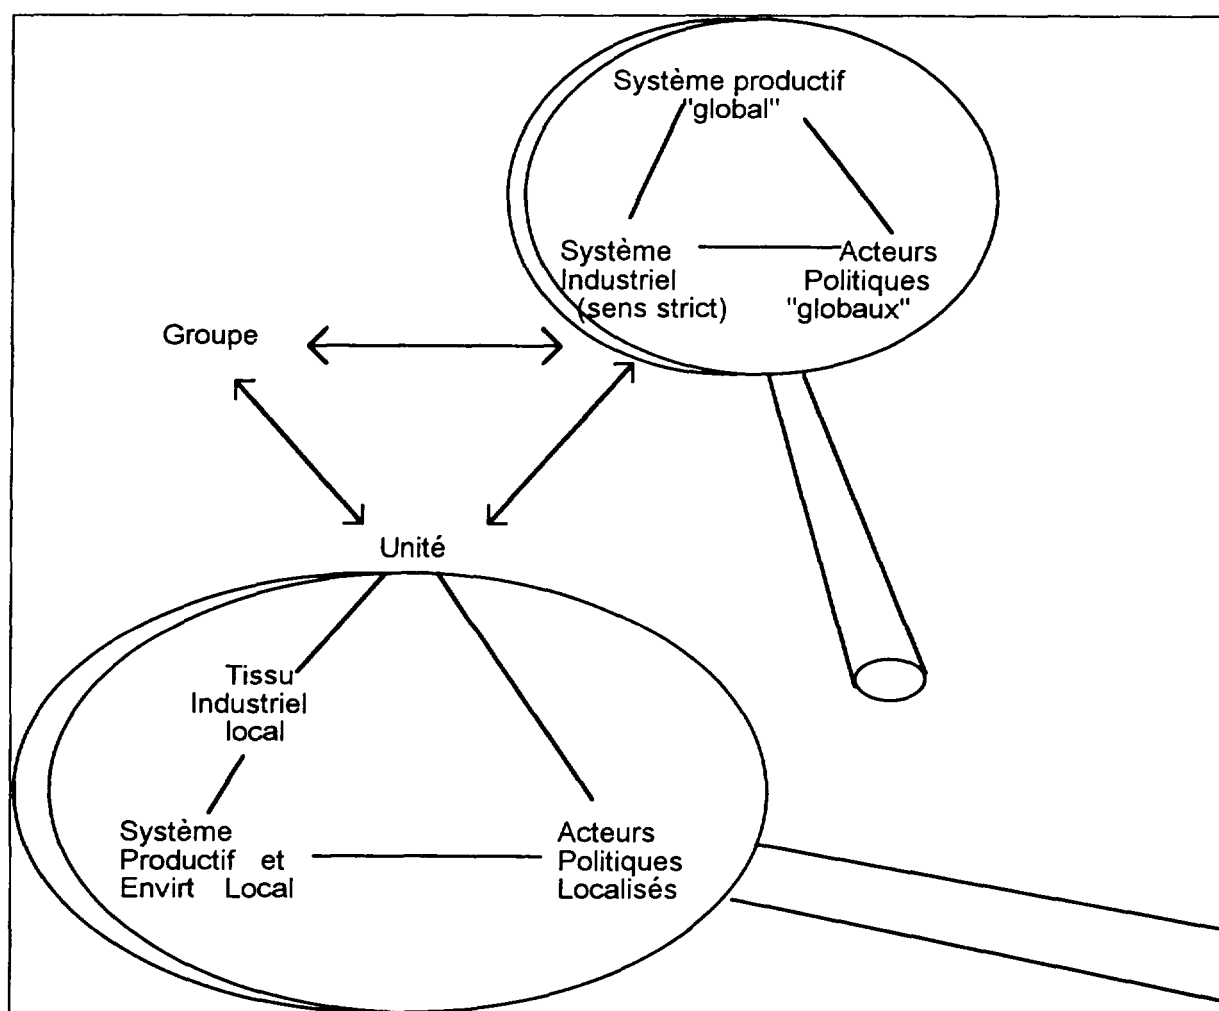 Système productif
"global"
Système
Industriel
(sens strict)
Acteurs
Politiques
"globaux"
Groupe
Unité
Tissu
Industriel
local
Système
Productif et
Envirt Local
Acteurs
Politiques
Localisés